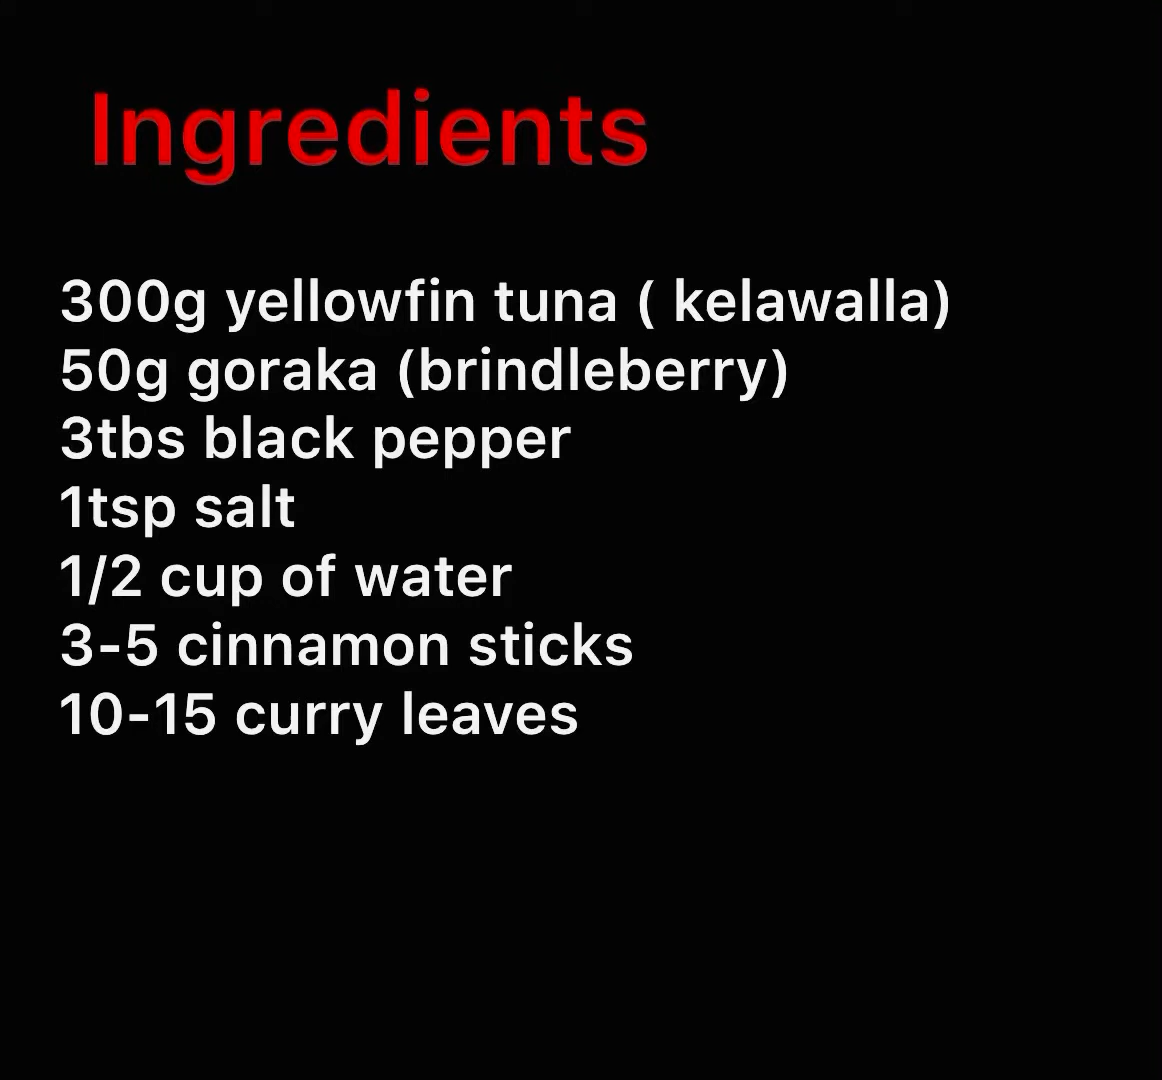 Ingredients
300g yellowfin tuna ( kelawalla)
50g goraka (brindleberry)
3tbs black pepper
1tsp salt
1/2 cup of water
3-5 cinnamon sticks
10-15 curry leaves